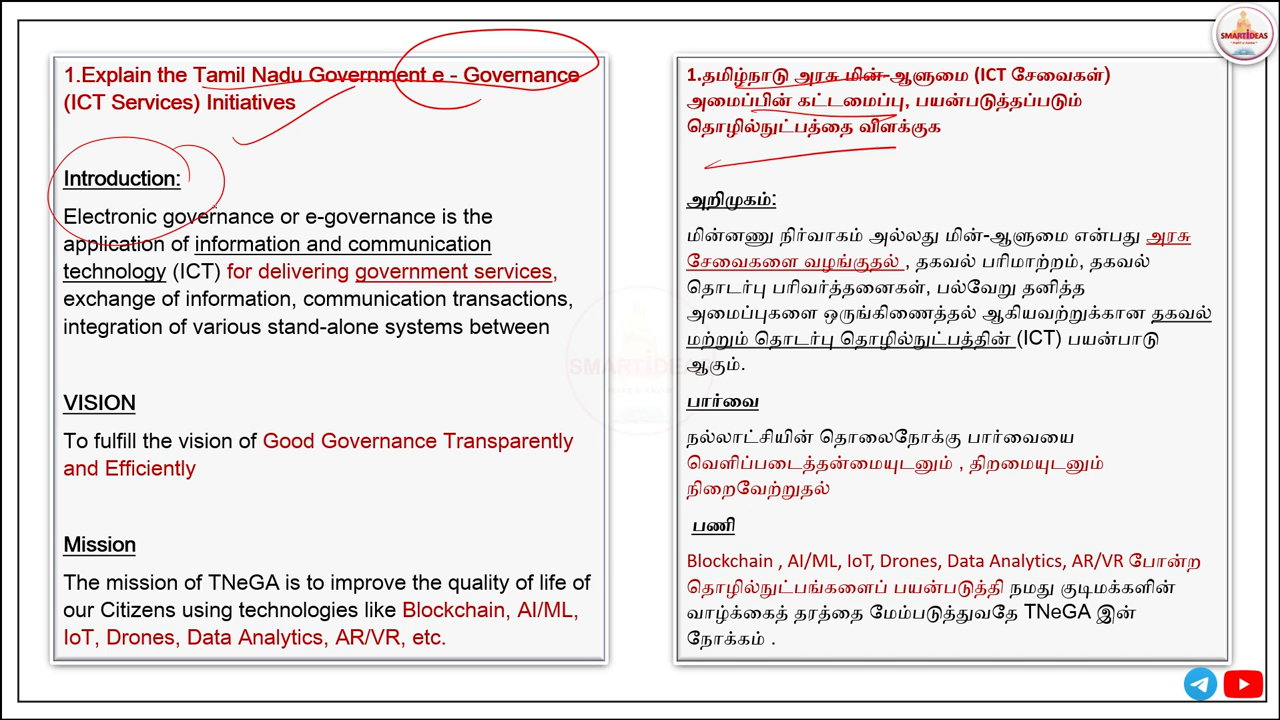 SMARTIDEAS
1.Explain the Tamil Nadu Government e - Governance
(ICT Services) Initiatives
Introduction:
Electronic governance or e-governance is the
application of information and communication
technology (ICT) for delivering government services,
exchange of information, communication transactions,
integration of various stand-alone systems between
VISION
To fulfill the vision of Good Governance Transparently
and Efficiently
Mission
The mission of TNeGA is to improve the quality of life of
our Citizens using technologies like Blockchain, AI/ML,
IoT, Drones, Data Analytics, AR/VR, etc.
1.தமிழ்நாடு அரசு மின்-ஆளுமை (ICT சேவைகள்)
அமைப்பின் கட்டமைப்பு, பயன்படுத்தப்படும்
தொழில்நுட்பத்தை விளக்குக
அறிமுகம்:
மின்னணு நிர்வாகம் அல்லது மின்-ஆளுமை என்பது அரசு
சேவைகளை வழங்குதல் , தகவல் பரிமாற்றம், தகவல்
தொடர்பு பரிவர்த்தனைகள், பல்வேறு தனித்த
அமைப்புகளை ஒருங்கிணைத்தல் ஆகியவற்றுக்கான தகவல்
மற்றும் தொடர்பு தொழில்நுட்பத்தின் (ICT) பயன்பாடு
ஆகும்.
பார்வை
நல்லாட்சியின் தொலைநோக்கு பார்வையை
வெளிப்படைத்தன்மையுடனும் , திறமையுடனும்
நிறைவேற்றுதல்
பணி
Blockchain , AI/ML, IoT, Drones, Data Analytics, AR/VR போன்ற
தொழில்நுட்பங்களைப் பயன்படுத்தி நமது குடிமக்களின்
வாழ்க்கைத் தரத்தை மேம்படுத்துவதே TNeGA இன்
நோக்கம் .
SMARTIDEAS